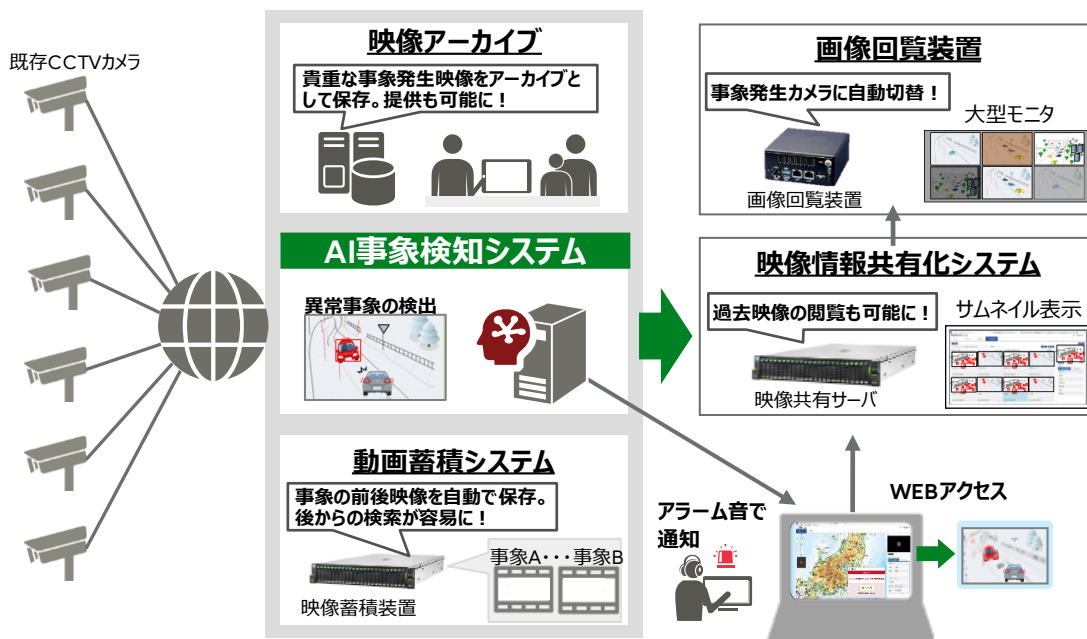 既存CCTVカメラ
映像アーカイブ
貴重な事象発生映像をアーカイブと
して保存。提供も可能に！
AI事象検知システム
異常事象の検出
動画蓄積システム
事象の前後映像を自動で保存。
後からの検索が容易に！
事象A・・・事象B
映像蓄積装置
画像回覧装置
事象発生カメラに自動切替！
大型モニタ
画像回覧装置
映像情報共有化システム
過去映像の閲覧も可能に！
サムネイル表示
映像共有サーバ
アラーム音で
通知
WEBアクセス